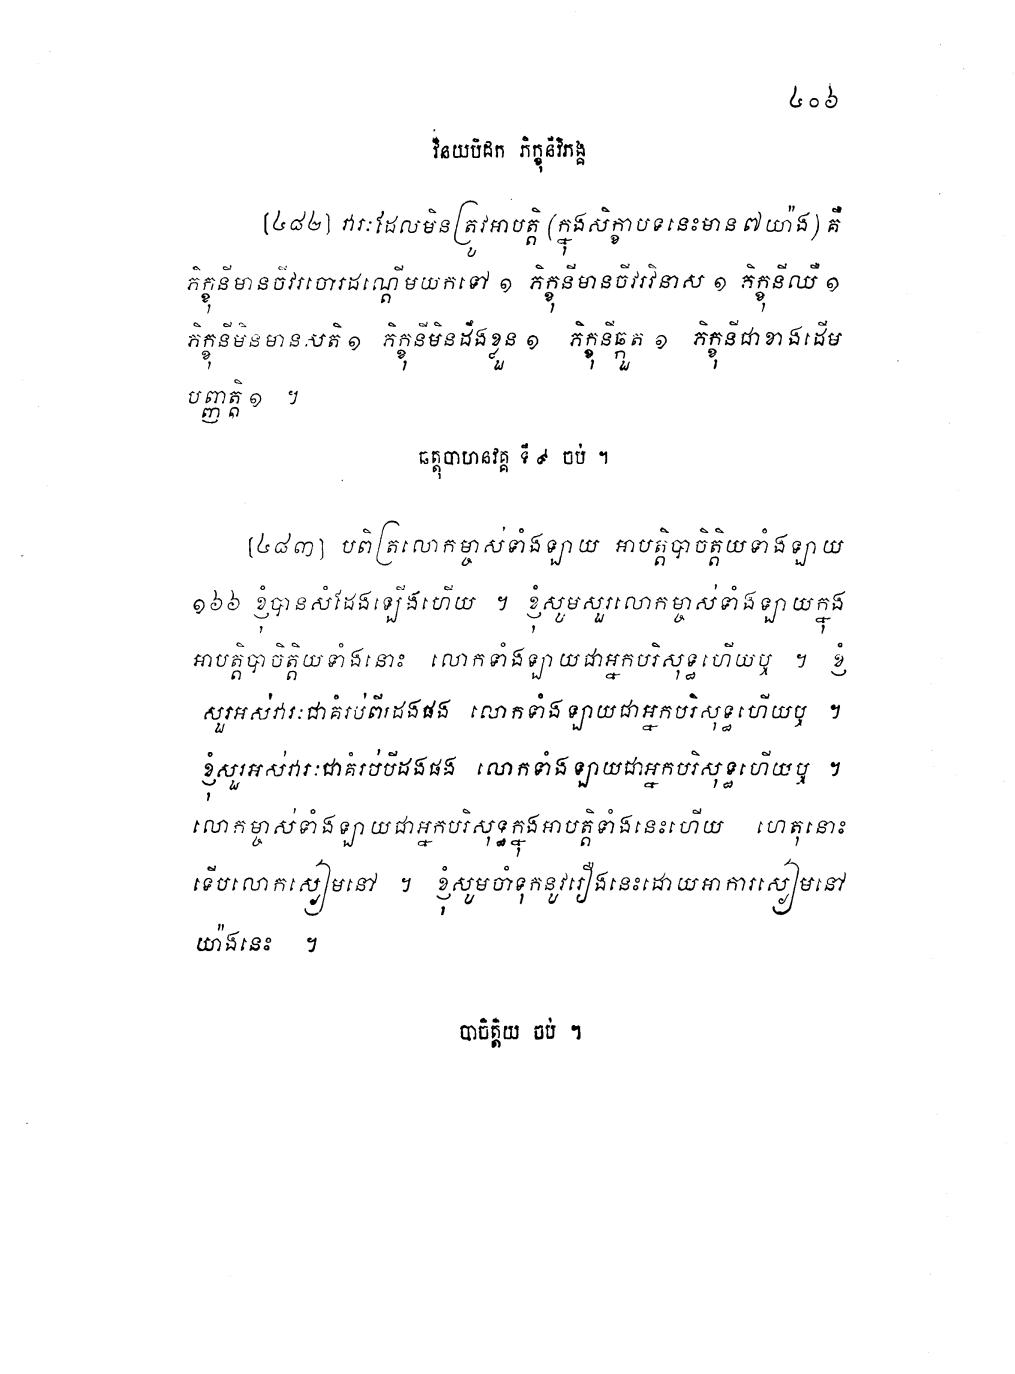 ៤០៦
វិនយបិដក ភិក្ខុនីវិភង្គ
[៤៨២] វារៈដែលមិនត្រូវអាបត្តិ (ក្នុងសិក្ខាបទនេះមាន ៧ យ៉ាង) គឺ
ភិក្ខុនីមានចីវរចោរដណ្តើមយកទៅ ១ ភិក្ខុនីមានចីវរវិនាស ១ ភិក្ខុនីឈឺ ១
ភិក្ខុនីមិនមានសតិ ១ ភិក្ខុនីមិនដឹងខ្លួន ១ ភិក្ខុនីឆ្កួត ១ ភិក្ខុនីជាខាងដើម
បញ្ញត្តិ ១ ។
ឆត្តុបាហនវគ្គ ទី ៩ ចប់ ។
[៤៨៣] បពិត្រលោកម្ចាស់ទាំងឡាយ អាបត្តិបាចិត្តិយទាំងឡាយ
១៦៦ ខ្ញុំបានសំដែងឡើងហើយ ។ ខ្ញុំសូមសួរលោកម្ចាស់ទាំងឡាយក្នុង
អាបត្តិបាចិត្តិយទាំងនោះ លោកទាំងឡាយជាអ្នកបរិសុទ្ធហើយឬ ។ ខ្ញុំ
សួរអស់វារៈជាគំរប់ពីរដងផង លោកទាំងឡាយជាអ្នកបរិសុទ្ធហើយឬ ។
ខ្ញុំសួរអស់វារៈជាគំរប់បីដងផង លោកទាំងឡាយជាអ្នកបរិសុទ្ធហើយឬ ។
លោកម្ចាស់ទាំងឡាយជាអ្នកបរិសុទ្ធក្នុងអាបត្តិទាំងនេះហើយ ហេតុនោះ
ទើបលោកស្ងៀមនៅ ។ ខ្ញុំសូមចាំទុកនូវរឿងនេះដោយអាការស្ងៀមនៅ
យ៉ាងនេះ ។
បាចិត្តិយ ចប់ ។